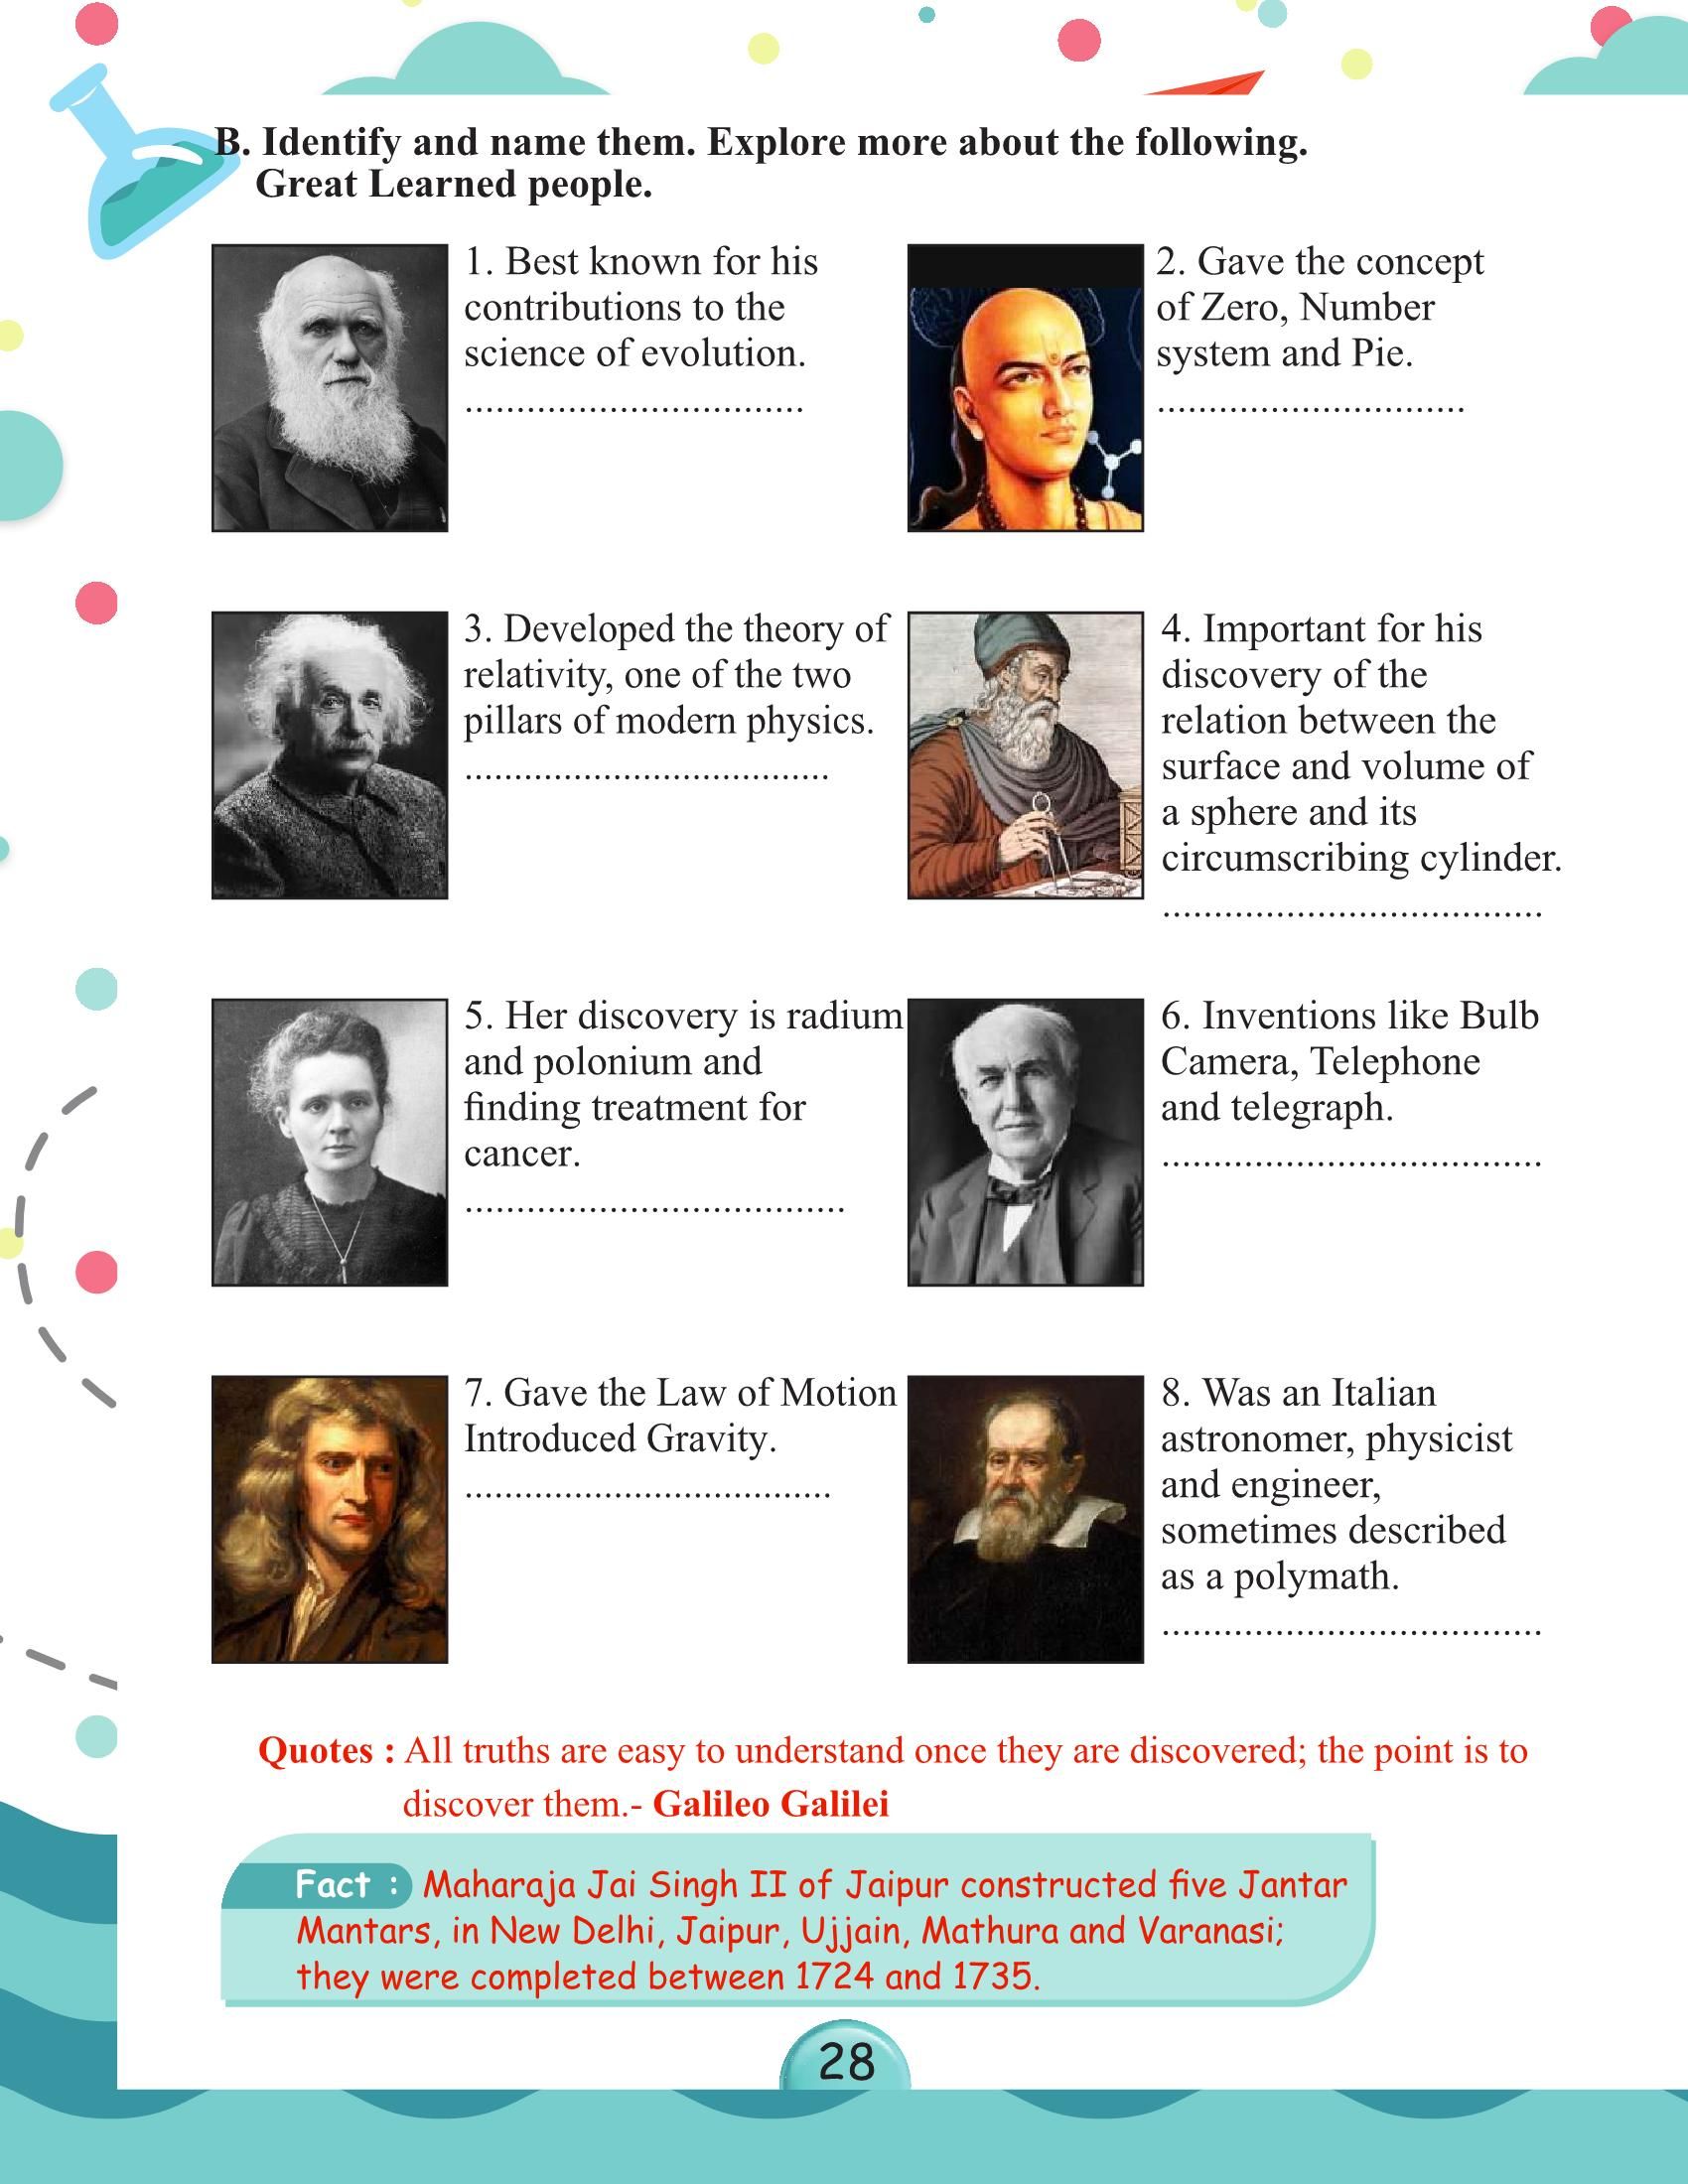 B. Identify and name them. Explore more about the following.
Great Learned people.
1. Best known for his
contributions to the
science of evolution.
.................................
2. Gave the concept
of Zero, Number
system and Pie.
..............................
3. Developed the theory of
relativity, one of the two
pillars of modern physics.
...................................
4. Important for his
discovery of the
relation between the
surface and volume of
a sphere and its
circumscribing cylinder.
.....................................
5. Her discovery is radium
and polonium and
finding treatment for
cancer.
.....................................
6. Inventions like Bulb
Camera, Telephone
and telegraph.
.....................................
7. Gave the Law of Motion
Introduced Gravity.
...................................
8. Was an Italian
astronomer, physicist
and engineer,
sometimes described
as a polymath.
.....................................
Quotes : All truths are easy to understand once they are discovered; the point is to
discover them.- Galileo Galilei
Fact : Maharaja Jai Singh II of Jaipur constructed five Jantar
Mantars, in New Delhi, Jaipur, Ujjain, Mathura and Varanasi;
they were completed between 1724 and 1735.
28